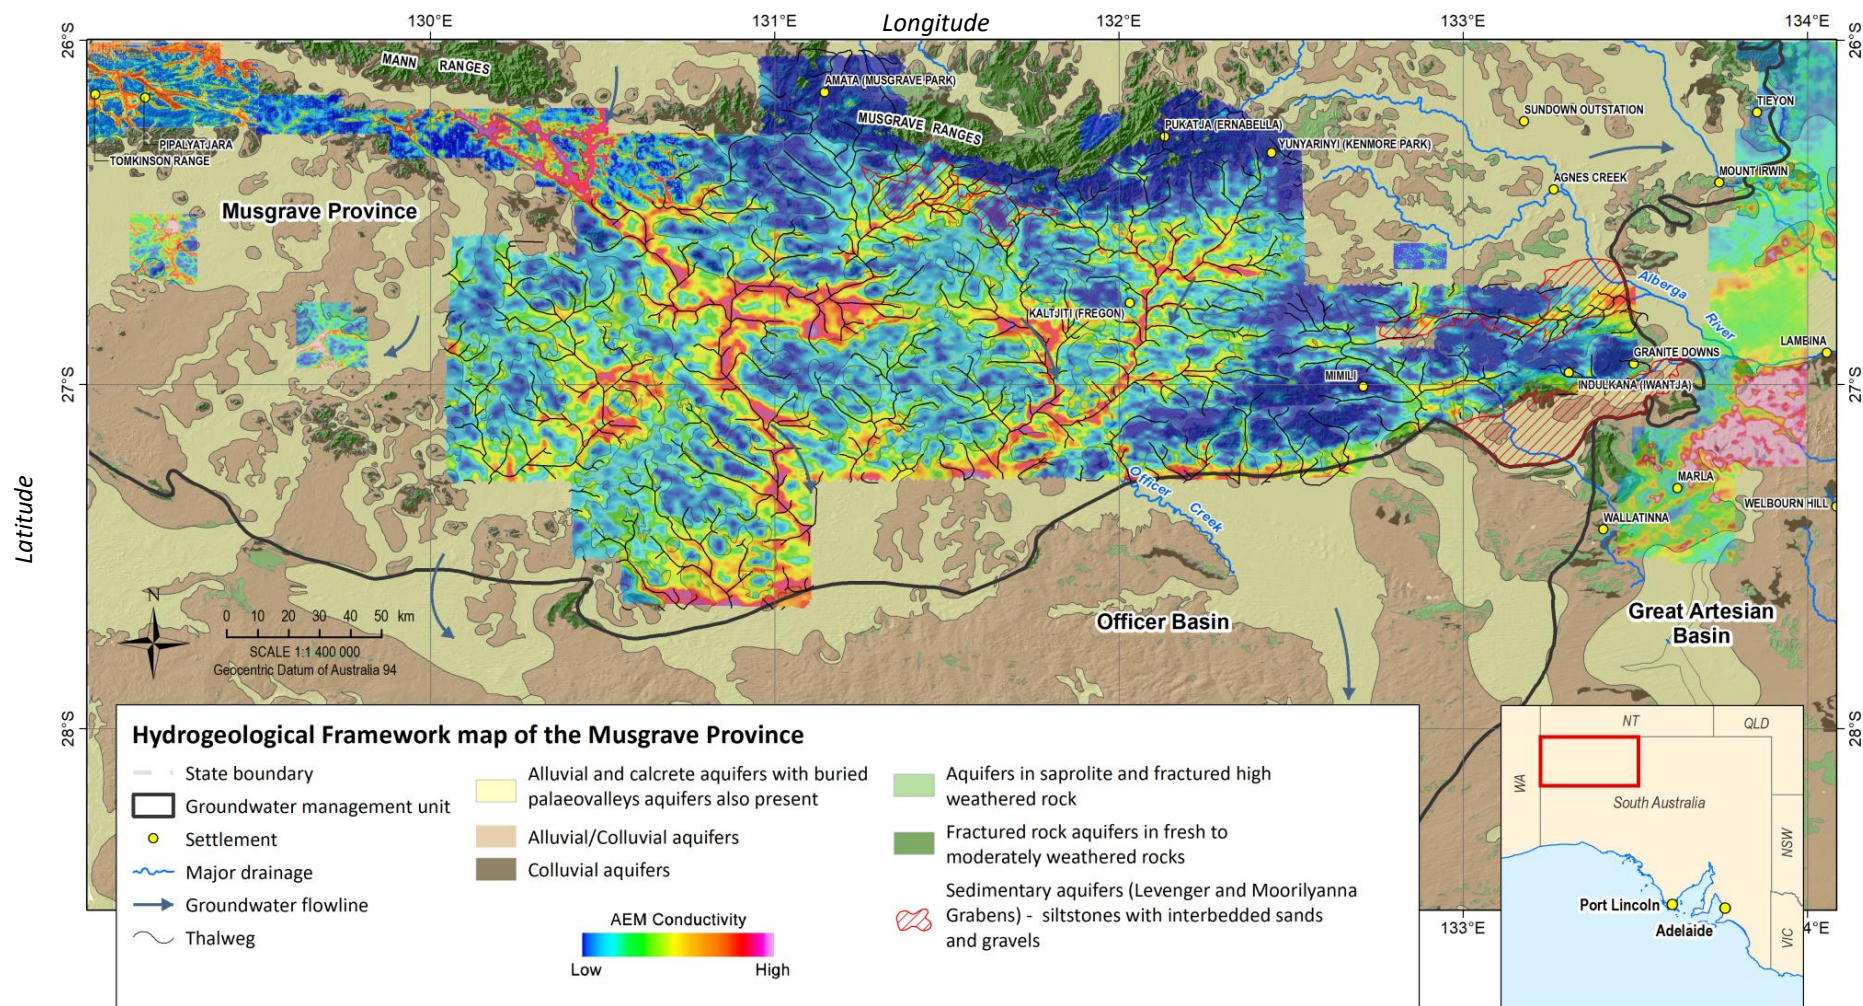 Longitude
130°E
131°E
132°E
133°E
134°E
26°S
26°S
MANN RANGES
AMATA (MUSGRAVE PARK)
MUSGRAVE RANGES
PUKATJA (ERNABELLA)
YUNYARINYI (KENMORE PARK)
SUNDOWN OUTSTATION
TIEYON
PIPALYATJARA
TOMKINSON RANGE
MOUNT IRWIN
AGNES CREEK
Musgrave Province
Alberga
River
KALTJITI (FREGON)
LAMBINA
GRANITE DOWNS
MIMILI
INDULKANA (IWANTJA)
27°S
27°S
Latitude
Officer
Creek
MARLA
WELBOURN HILL
WALLATINNA
N
0 10 20 30 40 50 km
SCALE 1:1 400 000
Geocentric Datum of Australia 94
Officer Basin
Great Artesian
Basin
28°S
28°S
Hydrogeological Framework map of the Musgrave Province
State boundary
Groundwater management unit
Settlement
Major drainage
Groundwater flowline
Thalweg
Alluvial and calcrete aquifers with buried
palaeovalleys aquifers also present
Alluvial/Colluvial aquifers
Colluvial aquifers
AEM Conductivity
Low High
Aquifers in saprolite and fractured high
weathered rock
Fractured rock aquifers in fresh to
moderately weathered rocks
Sedimentary aquifers (Levenger and Moorilyanna
Grabens) - siltstones with interbedded sands
and gravels
133°E
4°E
NT
QLD
WA
South Australia
NSW
VIC
Port Lincoln
Adelaide